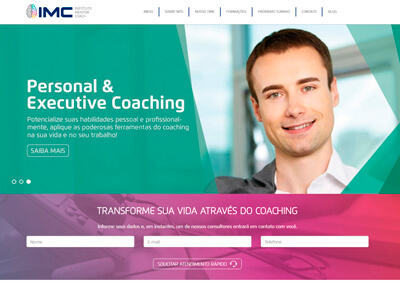 IMC INSTITUTO
MENTOR
COACH
INÍCIO SOBRE NÓS NOSSO TIME FORMAÇÕES PRÓXIMAS TURMAS CONTATO BLOG
Personal &
Executive Coaching
Potencialize suas habilidades pessoal e profissional-
mente, aplique as poderosas ferramentas do coaching
na sua vida e no seu trabalho!
SAIBA MAIS
TRANSFORME SUA VIDA ATRAVÉS DO COACHING
Informe seus dados e, em instantes, um de nossos consultores entrará em contato com você.
Nome E-mail Telefone
SOLICITAR ATENDIMENTO RÁPIDO